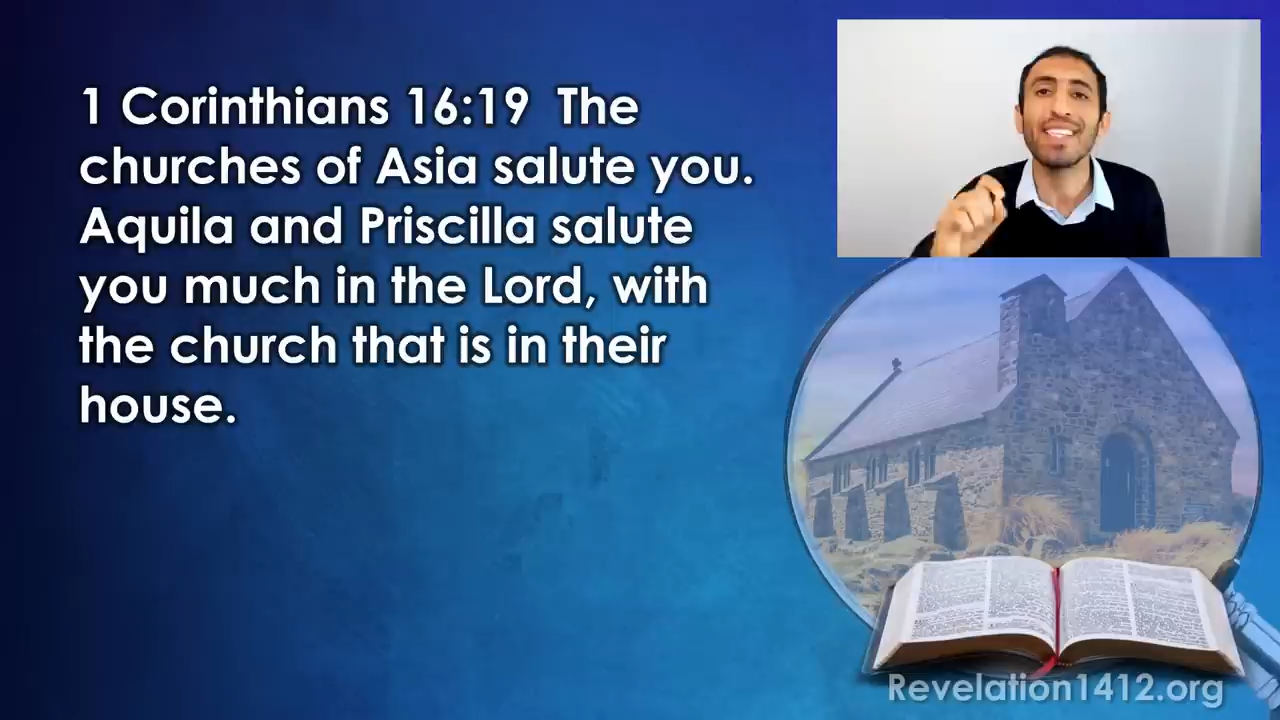 1 Corinthians 16:19  The
churches of Asia salute you.
Aquila and Priscilla salute
you much in the Lord, with
the church that is in their
house.
Revelation1412.org